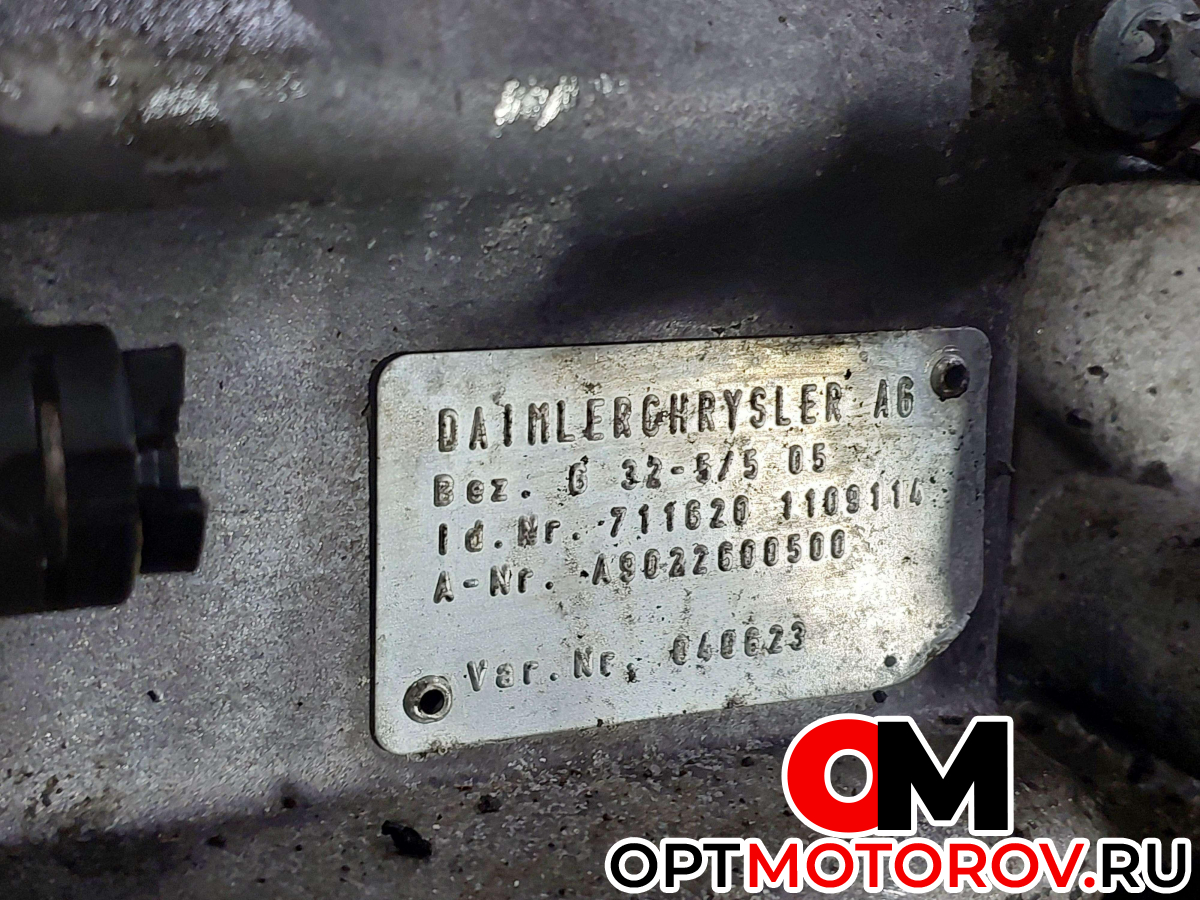 DAIMLERCHRYSLER AG
Bez. G 32-5/5 05
Id.Nr. 711620 1109114
A-Nr. A9022600500
Var.Nr. 040623
OM
OPTMOTOROV.RU